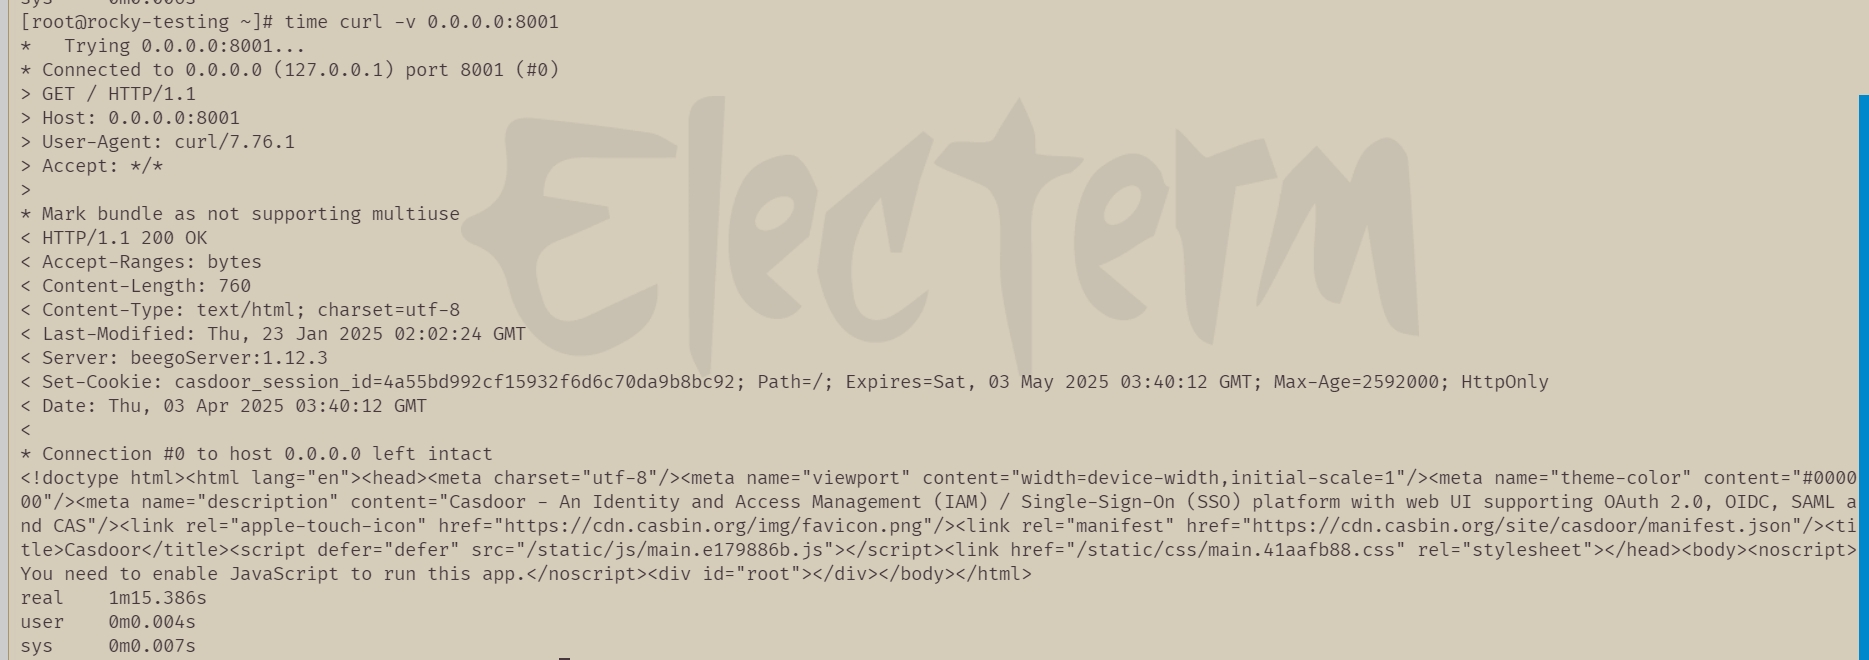 [root@rocky-testing ~]# time curl -v 0.0.0.0:8001
*   Trying 0.0.0.0:8001...
* Connected to 0.0.0.0 (127.0.0.1) port 8001 (#0)
> GET / HTTP/1.1
> Host: 0.0.0.0:8001
> User-Agent: curl/7.76.1
> Accept: */*
>
* Mark bundle as not supporting multiuse
< HTTP/1.1 200 OK
< Accept-Ranges: bytes
< Content-Length: 760
< Content-Type: text/html; charset=utf-8
< Last-Modified: Thu, 23 Jan 2025 02:02:24 GMT
< Server: beegoServer:1.12.3
< Set-Cookie: casdoor_session_id=4a55bd992cf15932f6d6c70da9b8bc92; Path=/; Expires=Sat, 03 May 2025 03:40:12 GMT; Max-Age=2592000; HttpOnly
< Date: Thu, 03 Apr 2025 03:40:12 GMT
<
* Connection #0 to host 0.0.0.0 left intact
<!doctype html><html lang="en"><head><meta charset="utf-8"/><meta name="viewport" content="width=device-width,initial-scale=1"/><meta name="theme-color" content="#0000
00"/><meta name="description" content="Casdoor - An Identity and Access Management (IAM) / Single-Sign-On (SSO) platform with web UI supporting OAuth 2.0, OIDC, SAML a
nd CAS"/><link rel="apple-touch-icon" href="https://cdn.casbin.org/img/favicon.png"/><link rel="manifest" href="https://cdn.casbin.org/site/casdoor/manifest.json"/><ti
tle>Casdoor</title><script defer="defer" src="/static/js/main.e179886b.js"></script><link href="/static/css/main.41aafb88.css" rel="stylesheet"></head><body><noscript>
You need to enable JavaScript to run this app.</noscript><div id="root"></div></body></html>
real    1m15.386s
user    0m0.004s
sys     0m0.007s
Electerm